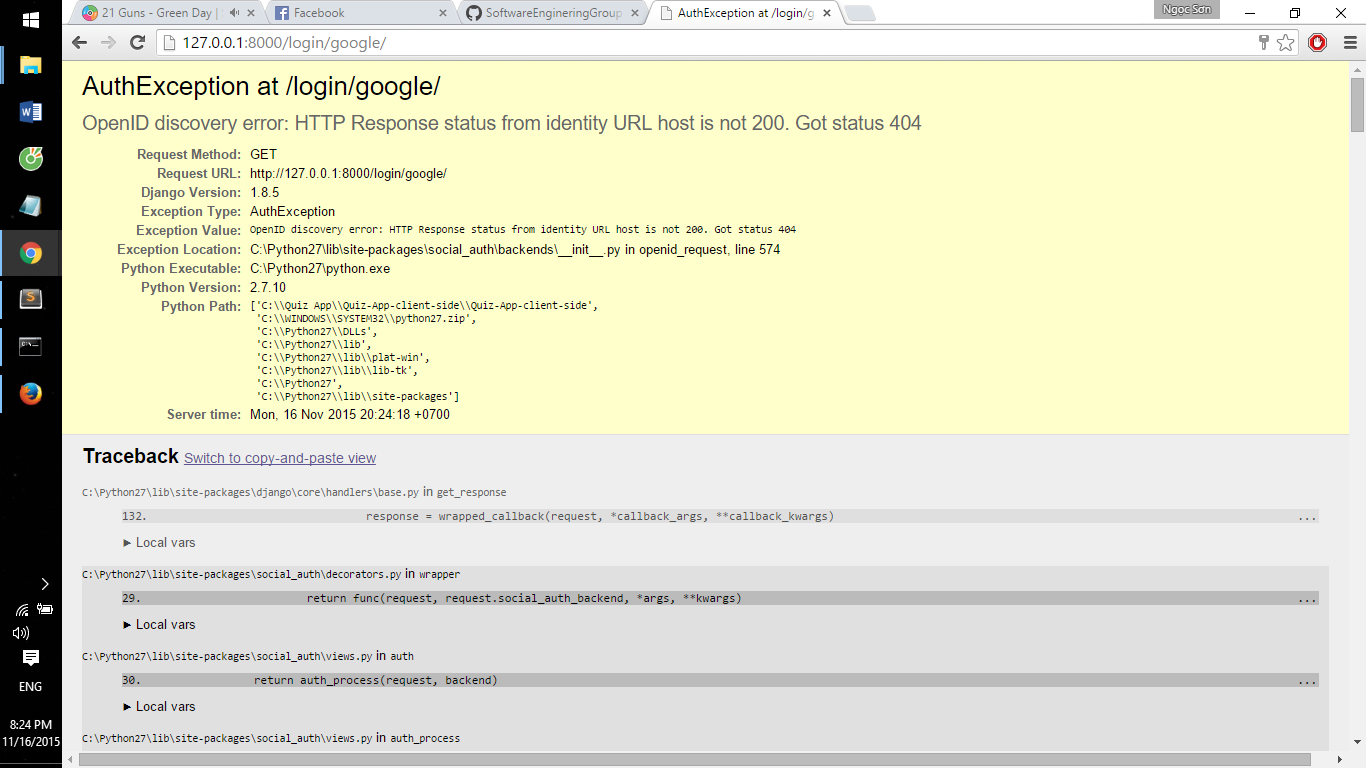 21 Guns - Green Day |
Facebook
SoftwareEngineringGroup
AuthException at /login/g
Ngọc Sơn
127.0.0.1:8000/login/google/
AuthException at /login/google/
OpenID discovery error: HTTP Response status from identity URL host is not 200. Got status 404
Request Method: GET
Request URL: http://127.0.0.1:8000/login/google/
Django Version: 1.8.5
Exception Type: AuthException
Exception Value: OpenID discovery error: HTTP Response status from identity URL host is not 200. Got status 404
Exception Location: C:\Python27\lib\site-packages\social_auth\backends\__init__.py in openid_request, line 574
Python Executable: C:\Python27\python.exe
Python Version: 2.7.10
Python Path: ['C:\\Quiz App\\Quiz-App-client-side\\Quiz-App-client-side',
'C:\\WINDOWS\\SYSTEM32\\python27.zip',
'C:\\Python27\\DLLs',
'C:\\Python27\\lib',
'C:\\Python27\\lib\\plat-win',
'C:\\Python27\\lib\\lib-tk',
'C:\\Python27',
'C:\\Python27\\lib\\site-packages']
Server time: Mon, 16 Nov 2015 20:24:18 +0700
Traceback Switch to copy-and-paste view
C:\Python27\lib\site-packages\django\core\handlers\base.py in get_response
132. response = wrapped_callback(request, *callback_args, **callback_kwargs) ...
▶ Local vars
C:\Python27\lib\site-packages\social_auth\decorators.py in wrapper
29. return func(request, request.social_auth_backend, *args, **kwargs) ...
▶ Local vars
C:\Python27\lib\site-packages\social_auth\views.py in auth
30. return auth_process(request, backend) ...
▶ Local vars
C:\Python27\lib\site-packages\social_auth\views.py in auth_process
ENG
8:24 PM
11/16/2015